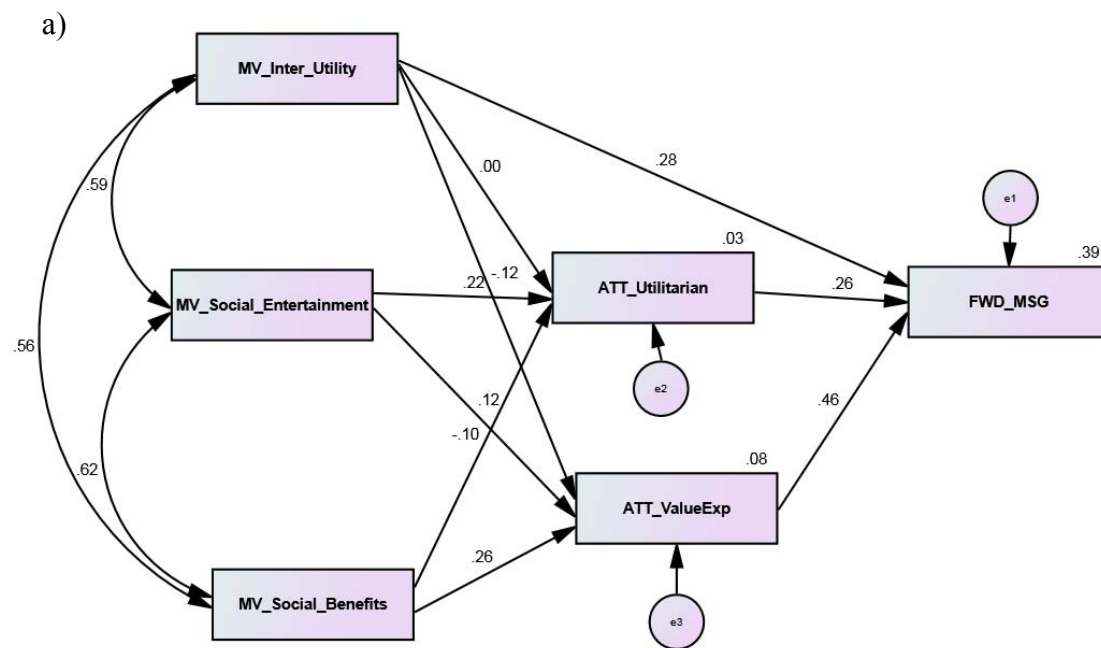 a)
MV_Inter_Utility
.59
.00
.28
e1
.03
.39
MV_Social_Entertainment
.22
-.12
ATT_Utilitarian
.26
FWD_MSG
.56
e2
.12
.46
-.10
.62
.08
ATT_ValueExp
.26
MV_Social_Benefits
e3